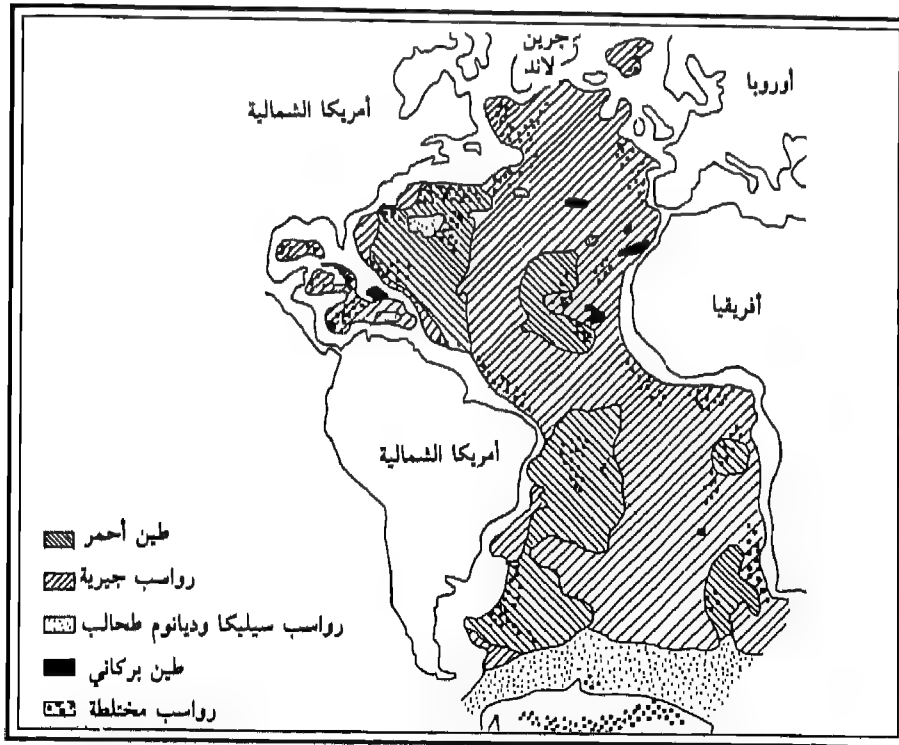 جرين
لاند
أوروبا
أمريكا الشمالية
أفريقيا
أمريكا الشمالية
طين أحمر
رواسب جيرية
رواسب سيليكا وديانوم طحالب
طين بركاني
رواسب مختلطة